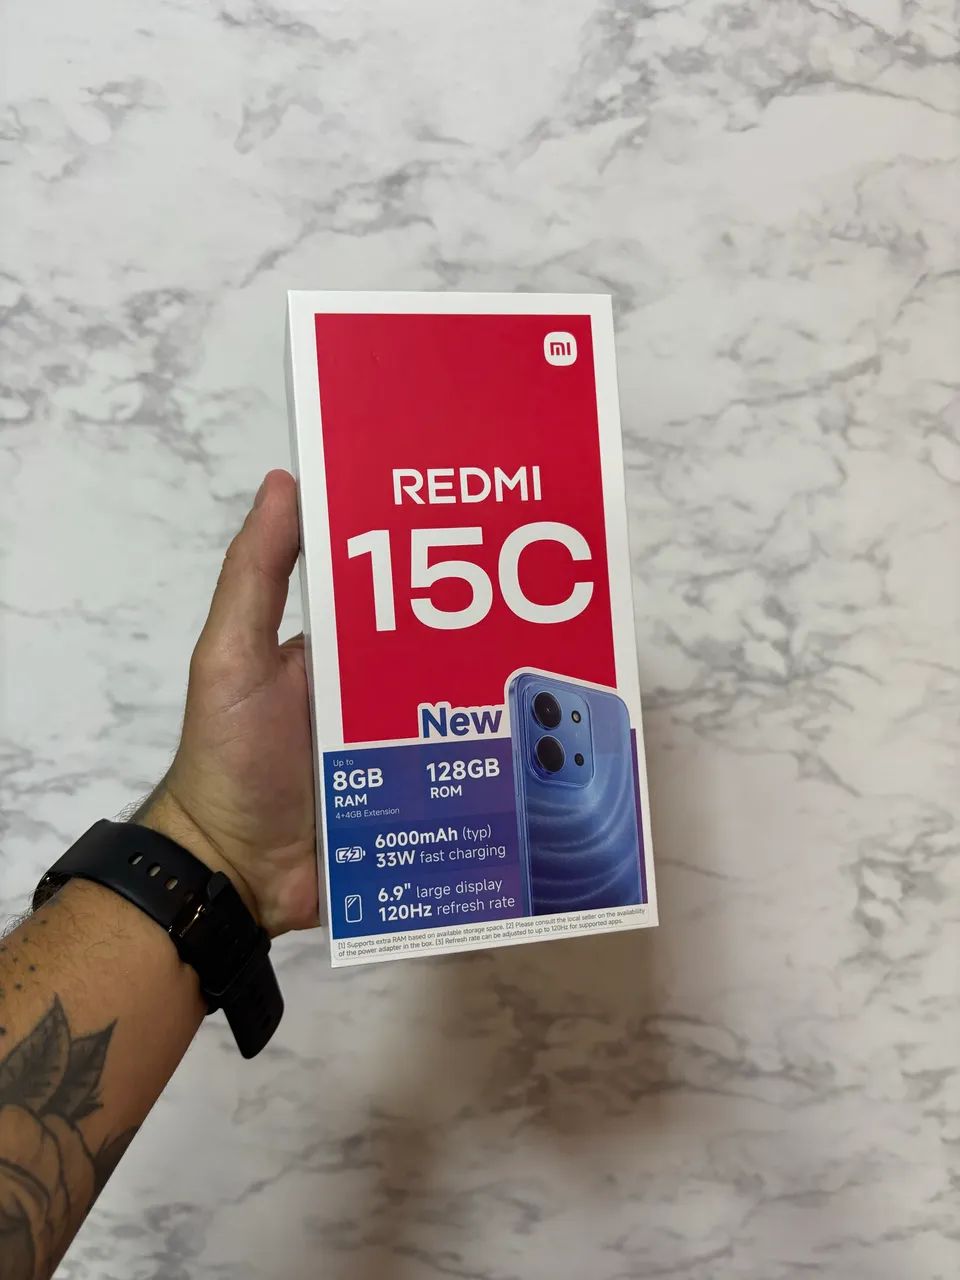 mi
REDMI
15C
New
Up to
8GB
RAM
4+4GB Extension
128GB
ROM
6000mAh (typ)
33W fast charging
6.9" large display
120Hz refresh rate
[1] Supports extra RAM based on available storage space. [2] Please consult the local seller on the availability
of the power adapter in the box. [3] Refresh rate can be adjusted to up to 120Hz for supported apps.